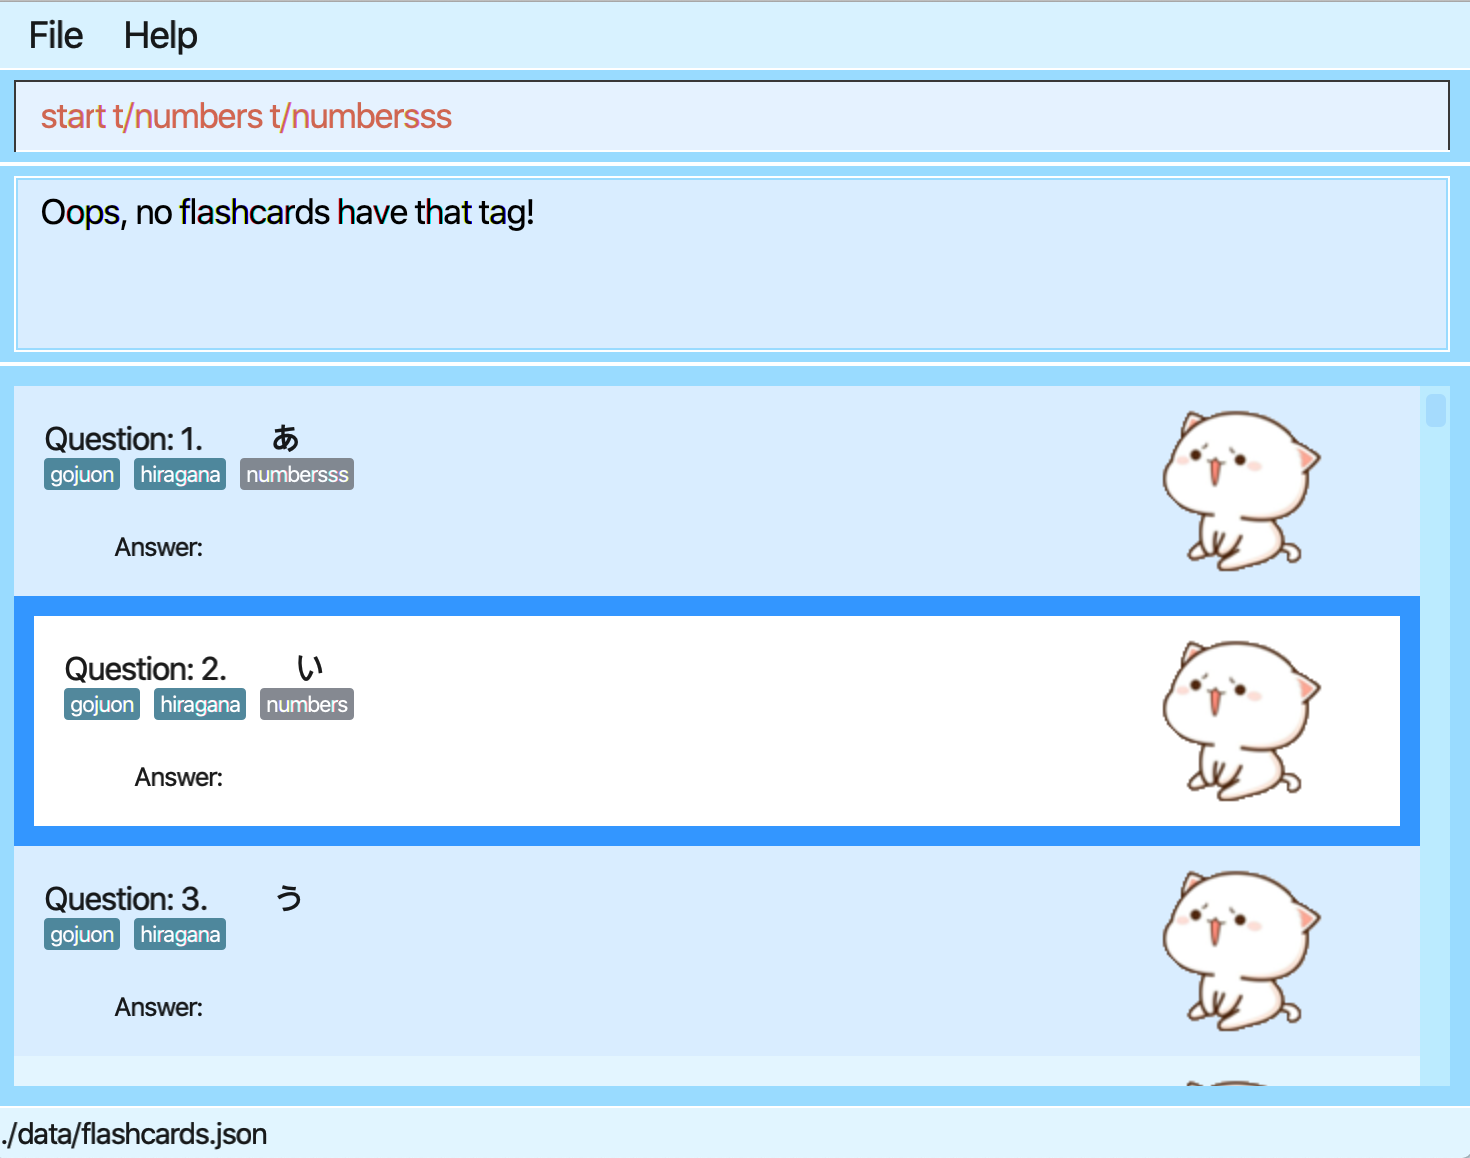 File Help
start t/numbers t/numbersss
Oops, no flashcards have that tag!
Question: 1. あ
gojuon hiragana numbersss
Answer:
Question: 2. い
gojuon hiragana numbers
Answer:
Question: 3. う
gojuon hiragana
Answer:
./data/flashcards.json